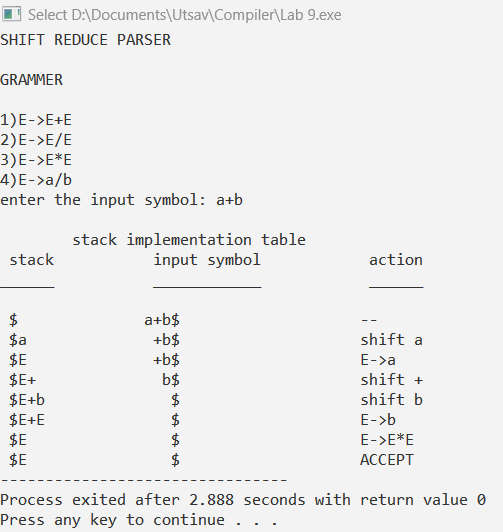 Select D:\Documents\Utsav\Compiler\Lab 9.exe
SHIFT REDUCE PARSER
GRAMMER
1)E->E+E
2)E->E/E
3)E->E*E
4)E->a/b
enter the input symbol: a+b
stack implementation table
stack input symbol action
______ ____________ ______
$ a+b$ --
$a +b$ shift a
$E +b$ E->a
$E+ b$ shift +
$E+b $ shift b
$E+E $ E->b
$E $ E->E*E
$E $ ACCEPT
--------------------------------
Process exited after 2.888 seconds with return value 0
Press any key to continue . . .